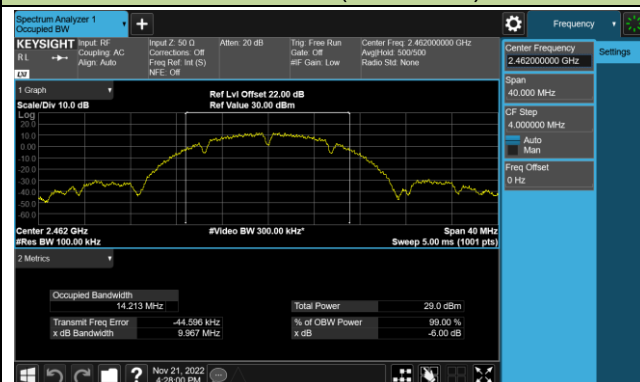 Spectrum Analyzer 1
Occupied BW
+
Frequency
KEYSIGHT
Input: RF
Coupling: AC
Align: Auto
Input Z: 50 Ω
Corrections: Off
Freq Ref: Int (S)
NFE: Off
Atten: 20 dB
Trig: Free Run
Gate: Off
#IF Gain: Low
Center Freq: 2.462000000 GHz
Avg|Hold: 500/500
Radio Std: None
RL
LXI
Center Frequency
2.462000000 GHz
Settings
Span
40.000 MHz
CF Step
4.000000 MHz
Auto
Man
Freq Offset
0 Hz
1 Graph
Scale/Div 10.0 dB
Ref Lvl Offset 22.00 dB
Ref Value 30.00 dBm
Log
20.0
10.0
0.00
-10.0
-20.0
-30.0
-40.0
-50.0
-60.0
Center 2.462 GHz
#Res BW 100.00 kHz
#Video BW 300.00 kHz*
Span 40 MHz
Sweep 5.00 ms (1001 pts)
2 Metrics
Occupied Bandwidth
14.213 MHz
Total Power 29.0 dBm
Transmit Freq Error -44.596 kHz
% of OBW Power 99.00 %
x dB Bandwidth 9.967 MHz
x dB -6.00 dB
?
Nov 21, 2022
4:28:00 PM